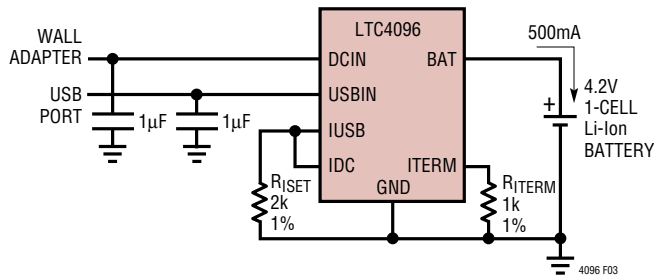 WALL
ADAPTER
USB
PORT
1µF
1µF
LTC4096
DCIN
USBIN
IUSB
IDC
BAT
ITERM
GND
RISET
2k
1%
RITERM
1k
1%
500mA
+
4.2V
1-CELL
Li-Ion
BATTERY
4096 F03